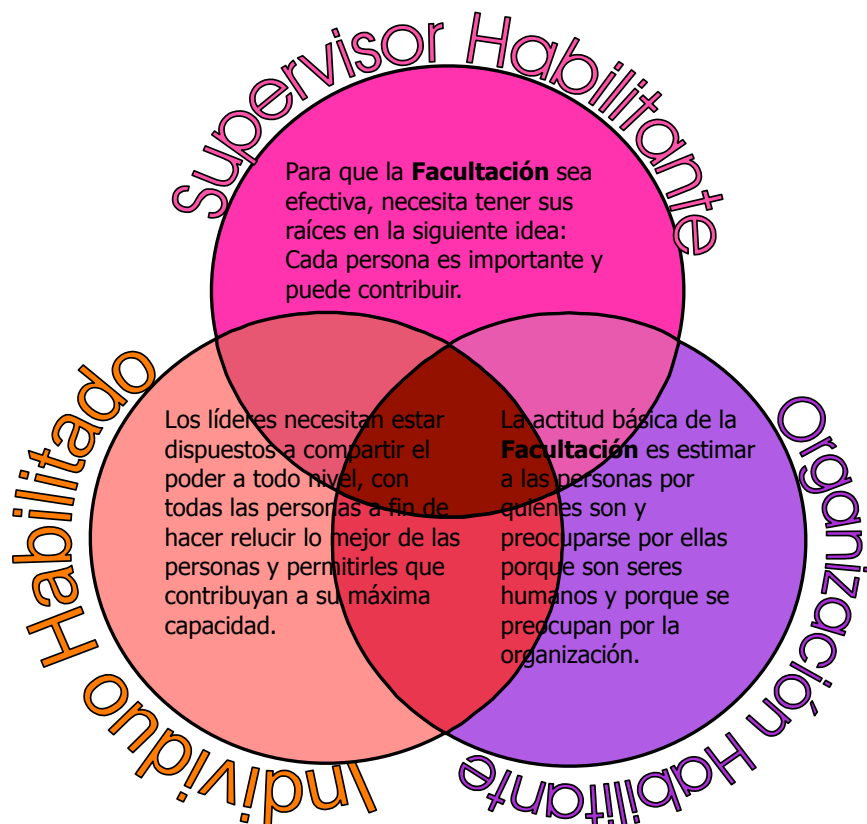 Supervisor Habilitante
Para que la Facultación sea
efectiva, necesita tener sus
raíces en la siguiente idea:
Cada persona es importante y
puede contribuir.
Individuo Habilitado
Los líderes necesitan estar
dispuestos a compartir el
poder a todo nivel, con
todas las personas a fin de
hacer relucir lo mejor de las
personas y permitirles que
contribuyan a su máxima
capacidad.
Organización Habilitante
La actitud básica de la
Facultación es estimar
a las personas por
quienes son y
preocuparse por ellas
porque son seres
humanos y porque se
preocupan por la
organización.